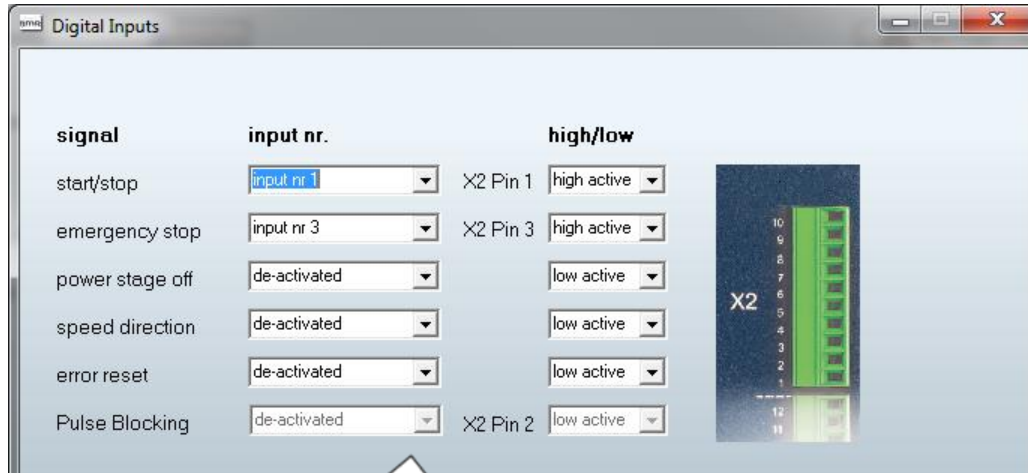 Digital Inputs
signal input nr. high/low
start/stop input nr 1 X2 Pin 1 high active
emergency stop input nr 3 X2 Pin 3 high active
power stage off de-activated low active
speed direction de-activated low active
error reset de-activated low active
Pulse Blocking de-activated X2 Pin 2 low active
X2
10
9
8
7
6
5
4
3
2
1
12
11